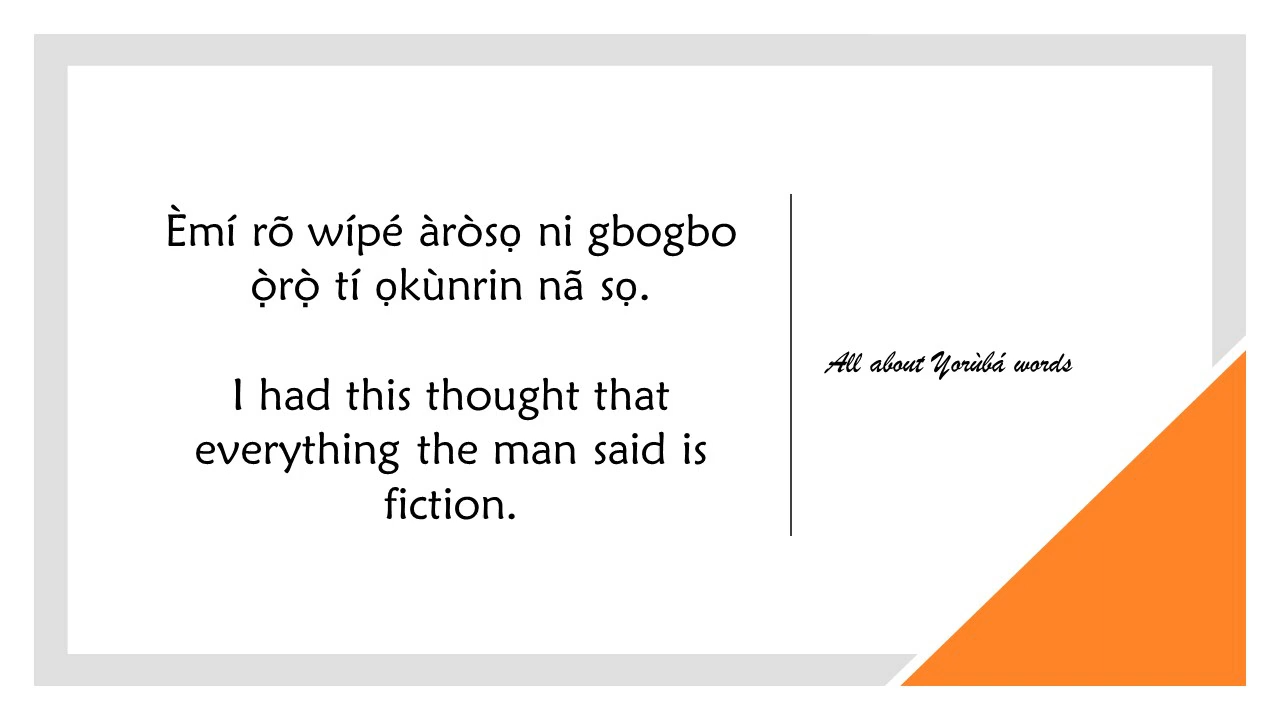 Èmí rõ wípé àròsọ ni gbogbo
ọ̀rọ̀ tí ọkùnrin nã sọ.
I had this thought that
everything the man said is
fiction.
All about Yorùbá words